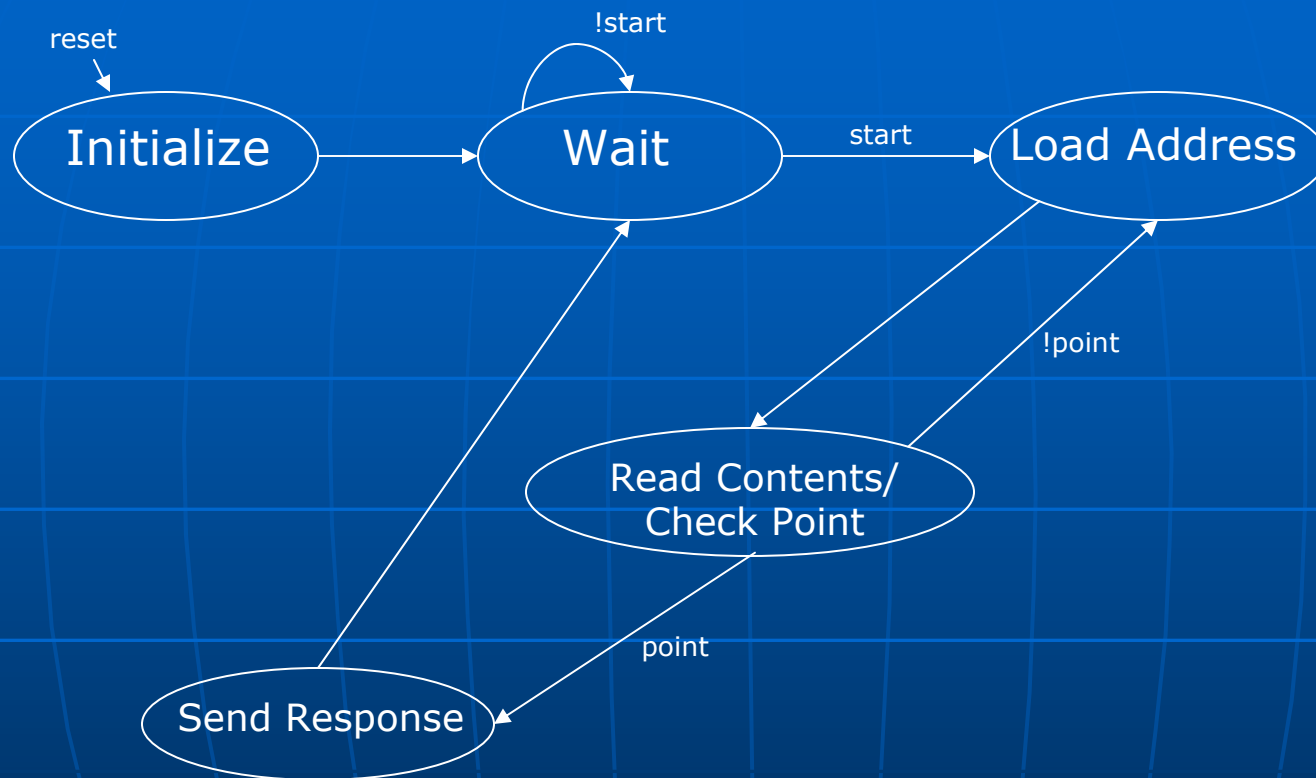 reset
!start
Initialize
Wait
start
Load Address
!point
Read Contents/
Check Point
point
Send Response